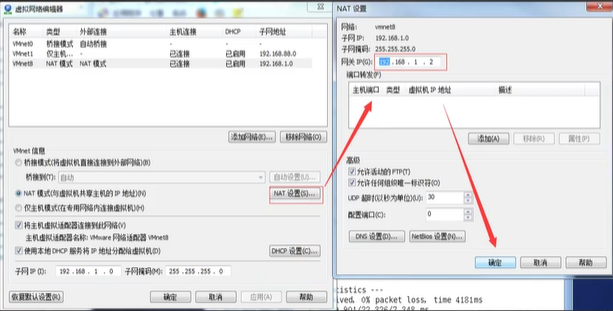 虚拟网络编辑器
名称 类型 外部连接 主机连接 DHCP 子网地址
VMnet0 桥接模式 自动桥接 - - -
VMnet1 仅主机... - 已连接 已启用 192.168.88.0
VMnet8 NAT 模式 NAT 模式 已连接 已启用 192.168.1.0
添加网络(E)... 移除网络(O)
VMnet 信息
桥接模式(将虚拟机直接连接到外部网络)(B)
桥接到(T): 自动 自动设置(U)...
NAT 模式(与虚拟机共享主机的 IP 地址)(N) NAT 设置(S)...
仅主机模式(在专用网络内连接虚拟机)(H)
将主机虚拟适配器连接到此网络(V)
主机虚拟适配器名称: VMware 网络适配器 VMnet8
使用本地 DHCP 服务将 IP 地址分配给虚拟机(D) DHCP 设置(C)...
子网 IP (I): 192 . 168 . 1 . 0 子网掩码(M): 255 . 255 . 255 . 0
恢复默认设置(R) 确定 取消 应用(A) 帮助
NAT 设置
网络: vmnet8
子网 IP: 192.168.1.0
子网掩码: 255.255.255.0
网关 IP(G): 192 . 168 . 1 . 2
端口转发(F)
主机端口 类型 虚拟机 IP 地址 描述
添加(A)... 移除(R) 属性(P)
高级
允许活动的 FTP(T)
允许任何组织唯一标识符(O)
UDP 超时(以秒为单位)(U): 30
配置端口(C): 0
DNS 设置(D)... NetBios 设置(N)...
确定 取消 帮助
tistics ---
ived, 0% packet loss, time 4181ms